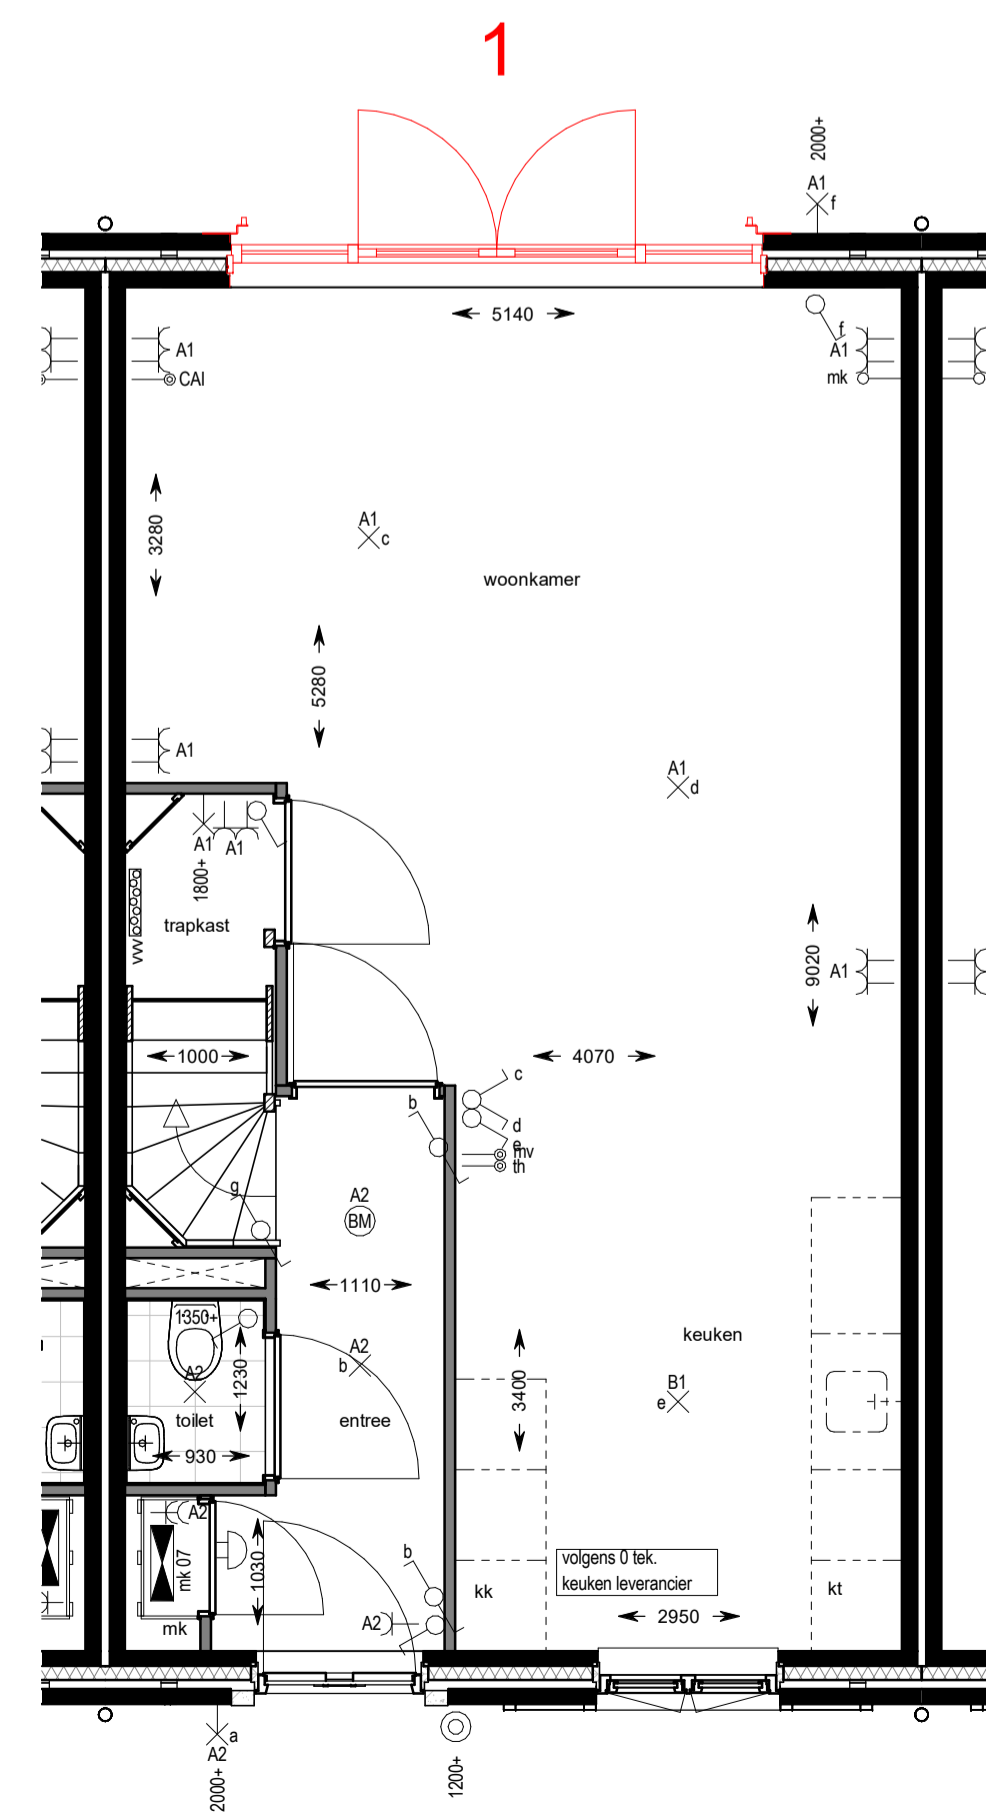 1
2000+
A1
f
5140
f
A1
A1
CAI
mk
3280
A1
c
woonkamer
5280
A1
A1
d
A1
A1
1800+
trapkast
vvv
9020
A1
1000
4070
c
b
d
e
mv
th
g
A2
BM
1110
1350+
keuken
A2
b
A2
1230
3400
B1
e
toilet
entree
930
A2
mk 07
1030
b
volgens 0 tek.
keuken leverancier
kk
kt
A2
2950
mk
a
A2
2000+
1200+